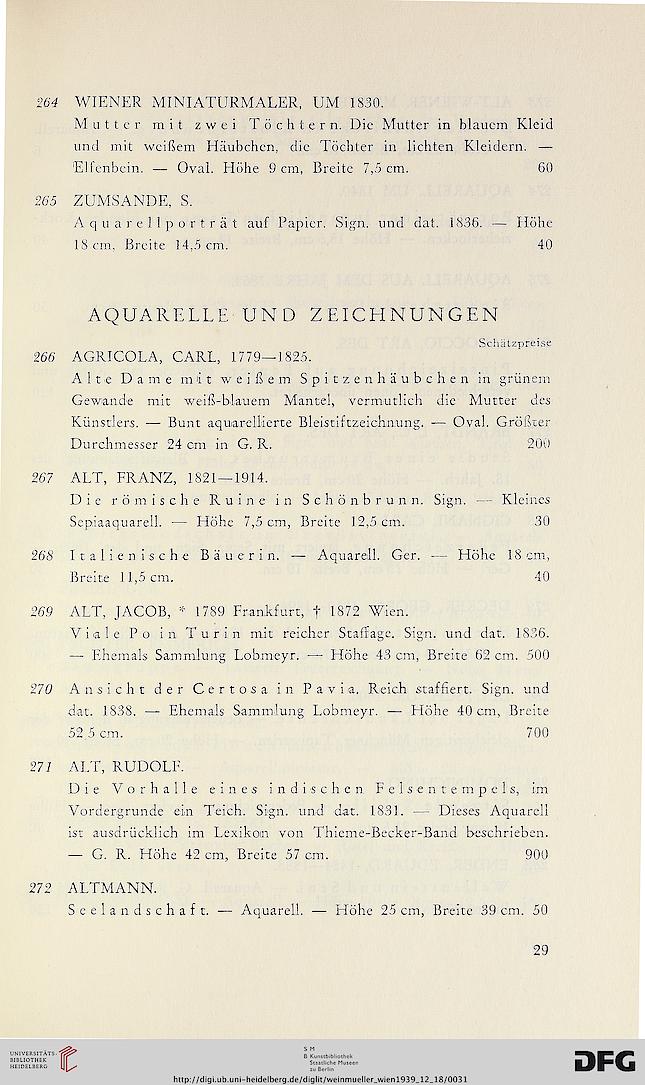 264 WIENER MINIATURMALER, UM 1830.
Mutter mit zwei Töchtern. Die Mutter in blauem Kleid
und mit weißem Häubchen, die Töchter in lichten Kleidern. —
Elfenbein. — Oval. Höhe 9 cm, Breite 7,5 cm. 60
265 ZUMSANDE, S.
Aquarellporträt auf Papier. Sign. und dat. 1836. — Höhe
18 cm, Breite 14,5 cm. 40
AQUARELLE UND ZEICHNUNGEN
Schätzpreise
266 AGRICOLA, CARL, 1779—1825.
Alte Dame mit weißem Spitzenhäubchen in grünem
Gewande mit weiß-blauem Mantel, vermutlich die Mutter des
Künstlers. — Bunt aquarellierte Bleistiftzeichnung. — Oval. Größter
Durchmesser 24 cm in G. R. 200
267 ALT, FRANZ, 1821—1914.
Die römische Ruine in Schönbrunn. Sign. — Kleines
Sepiaaquarell. — Höhe 7,5 cm, Breite 12,5 cm. 30
268 Italienische Bäuerin. — Aquarell. Ger. — Höhe 18 cm,
Breite 11,5 cm. 40
269 ALT, JACOB, * 1789 Frankfurt, † 1872 Wien.
Viale Po in Turin mit reicher Staffage. Sign. und dat. 1836.
— Ehemals Sammlung Lobmeyr. — Höhe 43 cm, Breite 62 cm. 500
270 Ansicht der Certosa in Pavia. Reich staffiert. Sign. und
dat. 1838. — Ehemals Sammlung Lobmeyr. — Höhe 40 cm, Breite
52,5 cm. 700
271 ALT, RUDOLF.
Die Vorhalle eines indischen Felsentempels, im
Vordergrunde ein Teich. Sign. und dat. 1831. — Dieses Aquarell
ist ausdrücklich im Lexikon von Thieme-Becker-Band beschrieben.
— G. R. Höhe 42 cm, Breite 57 cm. 900
272 ALTMANN.
Seelandschaft. — Aquarell. — Höhe 25 cm, Breite 39 cm. 50
29
UNIVERSITÄTS-
BIBLIOTHEK
HEIDELBERG
S M
B Kunstbibliothek
Staatliche Museen
zu Berlin
DFG
http://digi.ub.uni-heidelberg.de/diglit/weinmueller_wien1939_12_18/0031